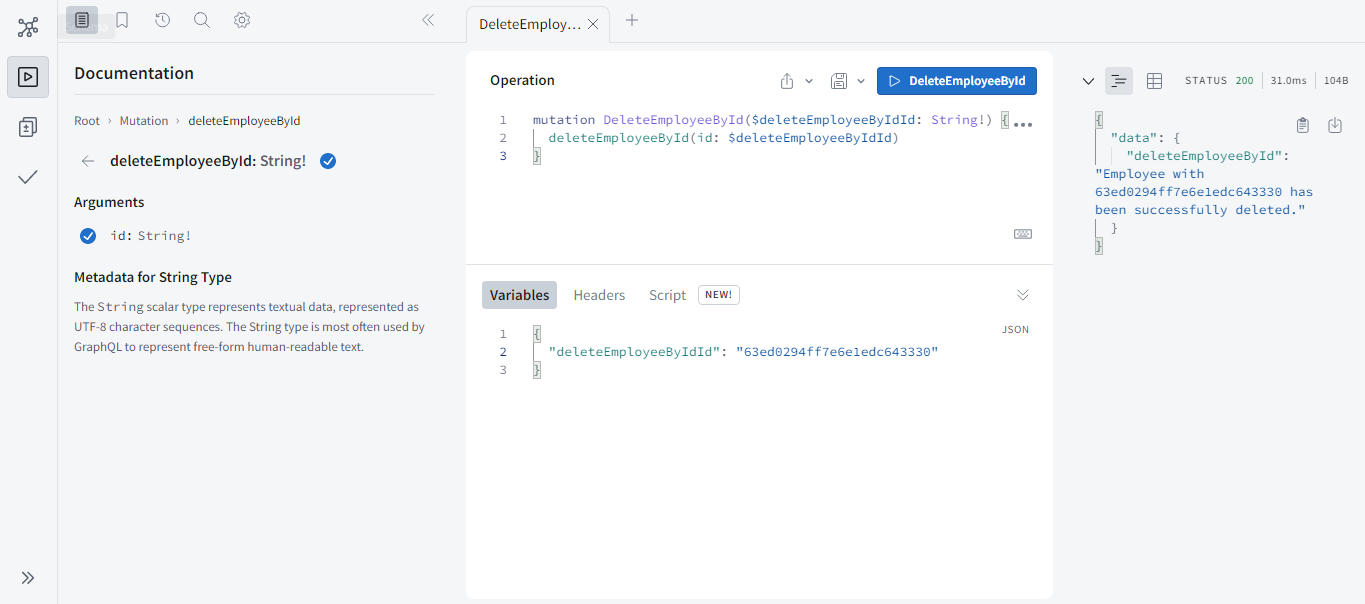 DeleteEmploy...
Documentation
Root › Mutation › deleteEmployeeById
deleteEmployeeById: String!
Arguments
id: String!
Metadata for String Type
The String scalar type represents textual data, represented as
UTF-8 character sequences. The String type is most often used by
GraphQL to represent free-form human-readable text.
Operation
DeleteEmployeeById
1 mutation DeleteEmployeeById($deleteEmployeeByIdId: String!) { ...
2 deleteEmployeeById(id: $deleteEmployeeByIdId)
3 }
Variables Headers Script NEW!
JSON
1 {
2 "deleteEmployeeByIdId": "63ed0294ff7e6e1edc643330"
3 }
STATUS 200 31.0ms 104B
{
"data": {
"deleteEmployeeById":
"Employee with
63ed0294ff7e6e1edc643330 has
been successfully deleted."
}
}